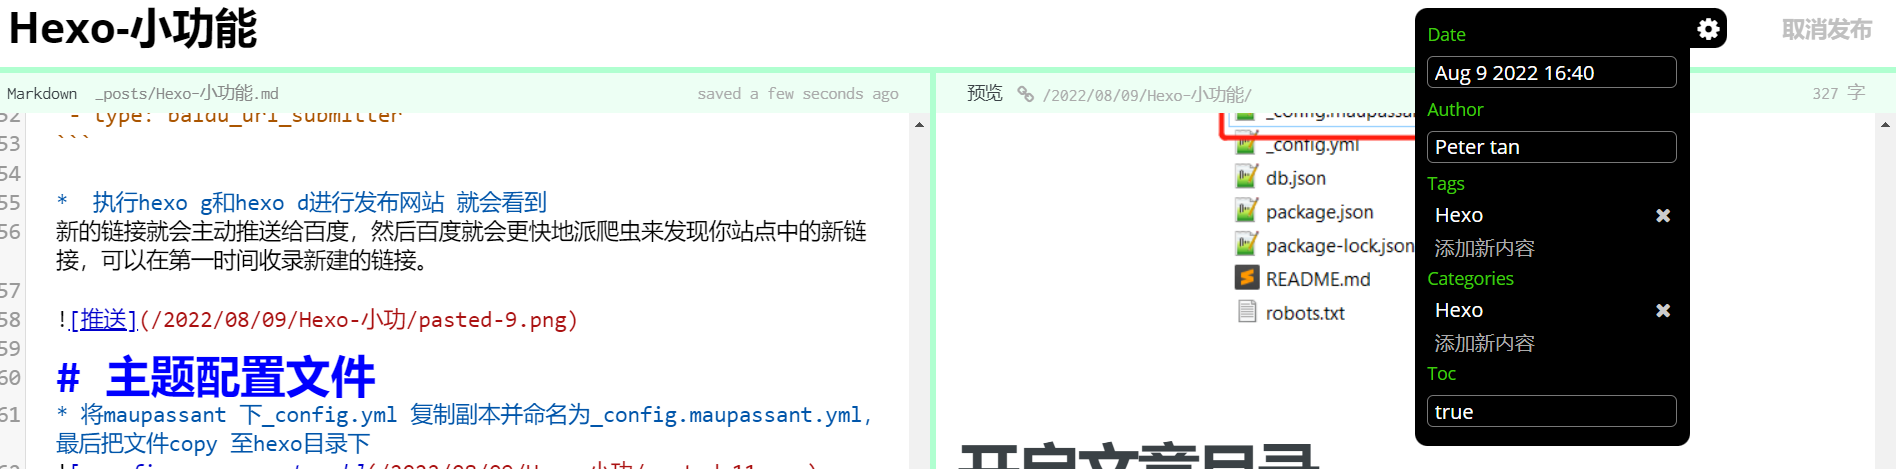 Hexo-小功能
取消发布
Markdown _posts/Hexo-小功能.md
saved a few seconds ago
52 - type: baidu_url_submitter
53 ```
54
55 * 执行hexo g和hexo d进行发布网站 就会看到
56 新的链接就会主动推送给百度，然后百度就会更快地派爬虫来发现你站点中的新链
接，可以在第一时间收录新建的链接。
57
58 ![推送](/2022/08/09/Hexo-小功/pasted-9.png)
59
60 # 主题配置文件
61 * 将maupassant 下_config.yml 复制副本并命名为_config.maupassant.yml，
最后把文件copy 至hexo目录下
预览 /2022/08/09/Hexo-小功能/
327 字
_config.maupassan
_config.yml
db.json
package.json
package-lock.json
README.md
robots.txt
开启文章目录
Date
Aug 9 2022 16:40
Author
Peter tan
Tags
Hexo
添加新内容
Categories
Hexo
添加新内容
Toc
true